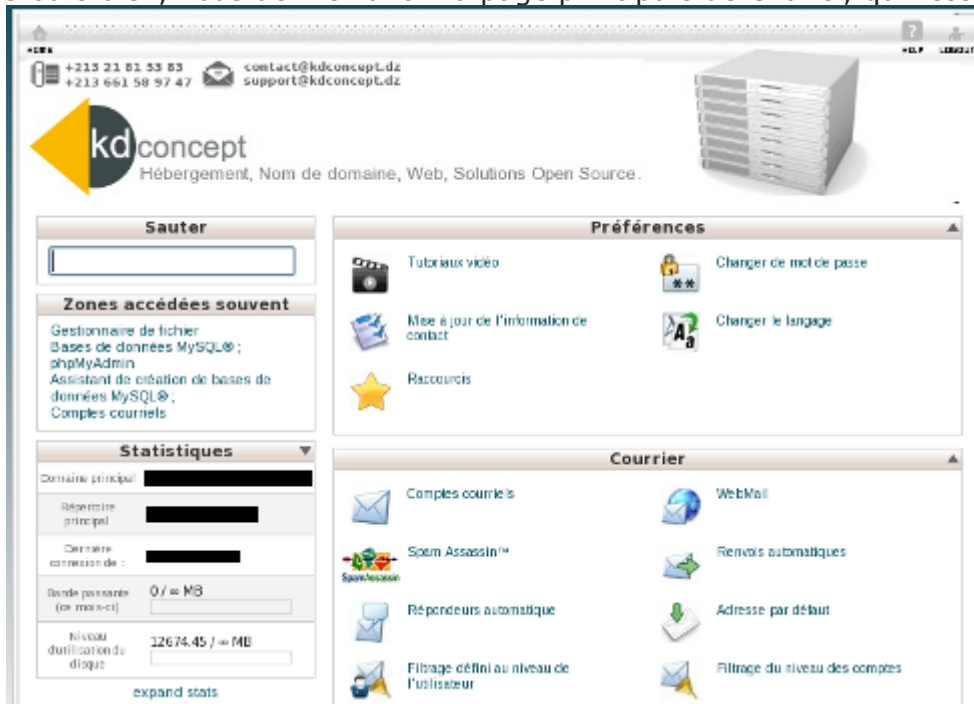 HOME
HELP
LOGOUT
+213 21 81 33 83
+213 661 58 97 47
contact@kdconcept.dz
support@kdconcept.dz
kdconcept
Hébergement, Nom de domaine, Web, Solutions Open Source.
Sauter
Zones accédées souvent
Gestionnaire de fichier
Bases de données MySQL® ;
phpMyAdmin
Assistant de création de bases de
données MySQL® ;
Comptes courriels
Statistiques
Domaine principal
Répertoire
principal
Dernière
connexion de :
Bande passante
(ce mois-ci)
0 / ∞ MB
Niveau
d'utilisation du
disque
12674.45 / ∞ MB
expand stats
Préférences
Tutoriaux vidéo
Changer de mot de passe
Mise à jour de l'information de
contact
Changer le langage
Raccourcis
Courrier
Comptes courriels
WebMail
SpamAssassin
Spam Assassin™
Renvois automatiques
Répondeurs automatique
Adresse par défaut
Filtrage défini au niveau de
l'utilisateur
Filtrage du niveau des comptes